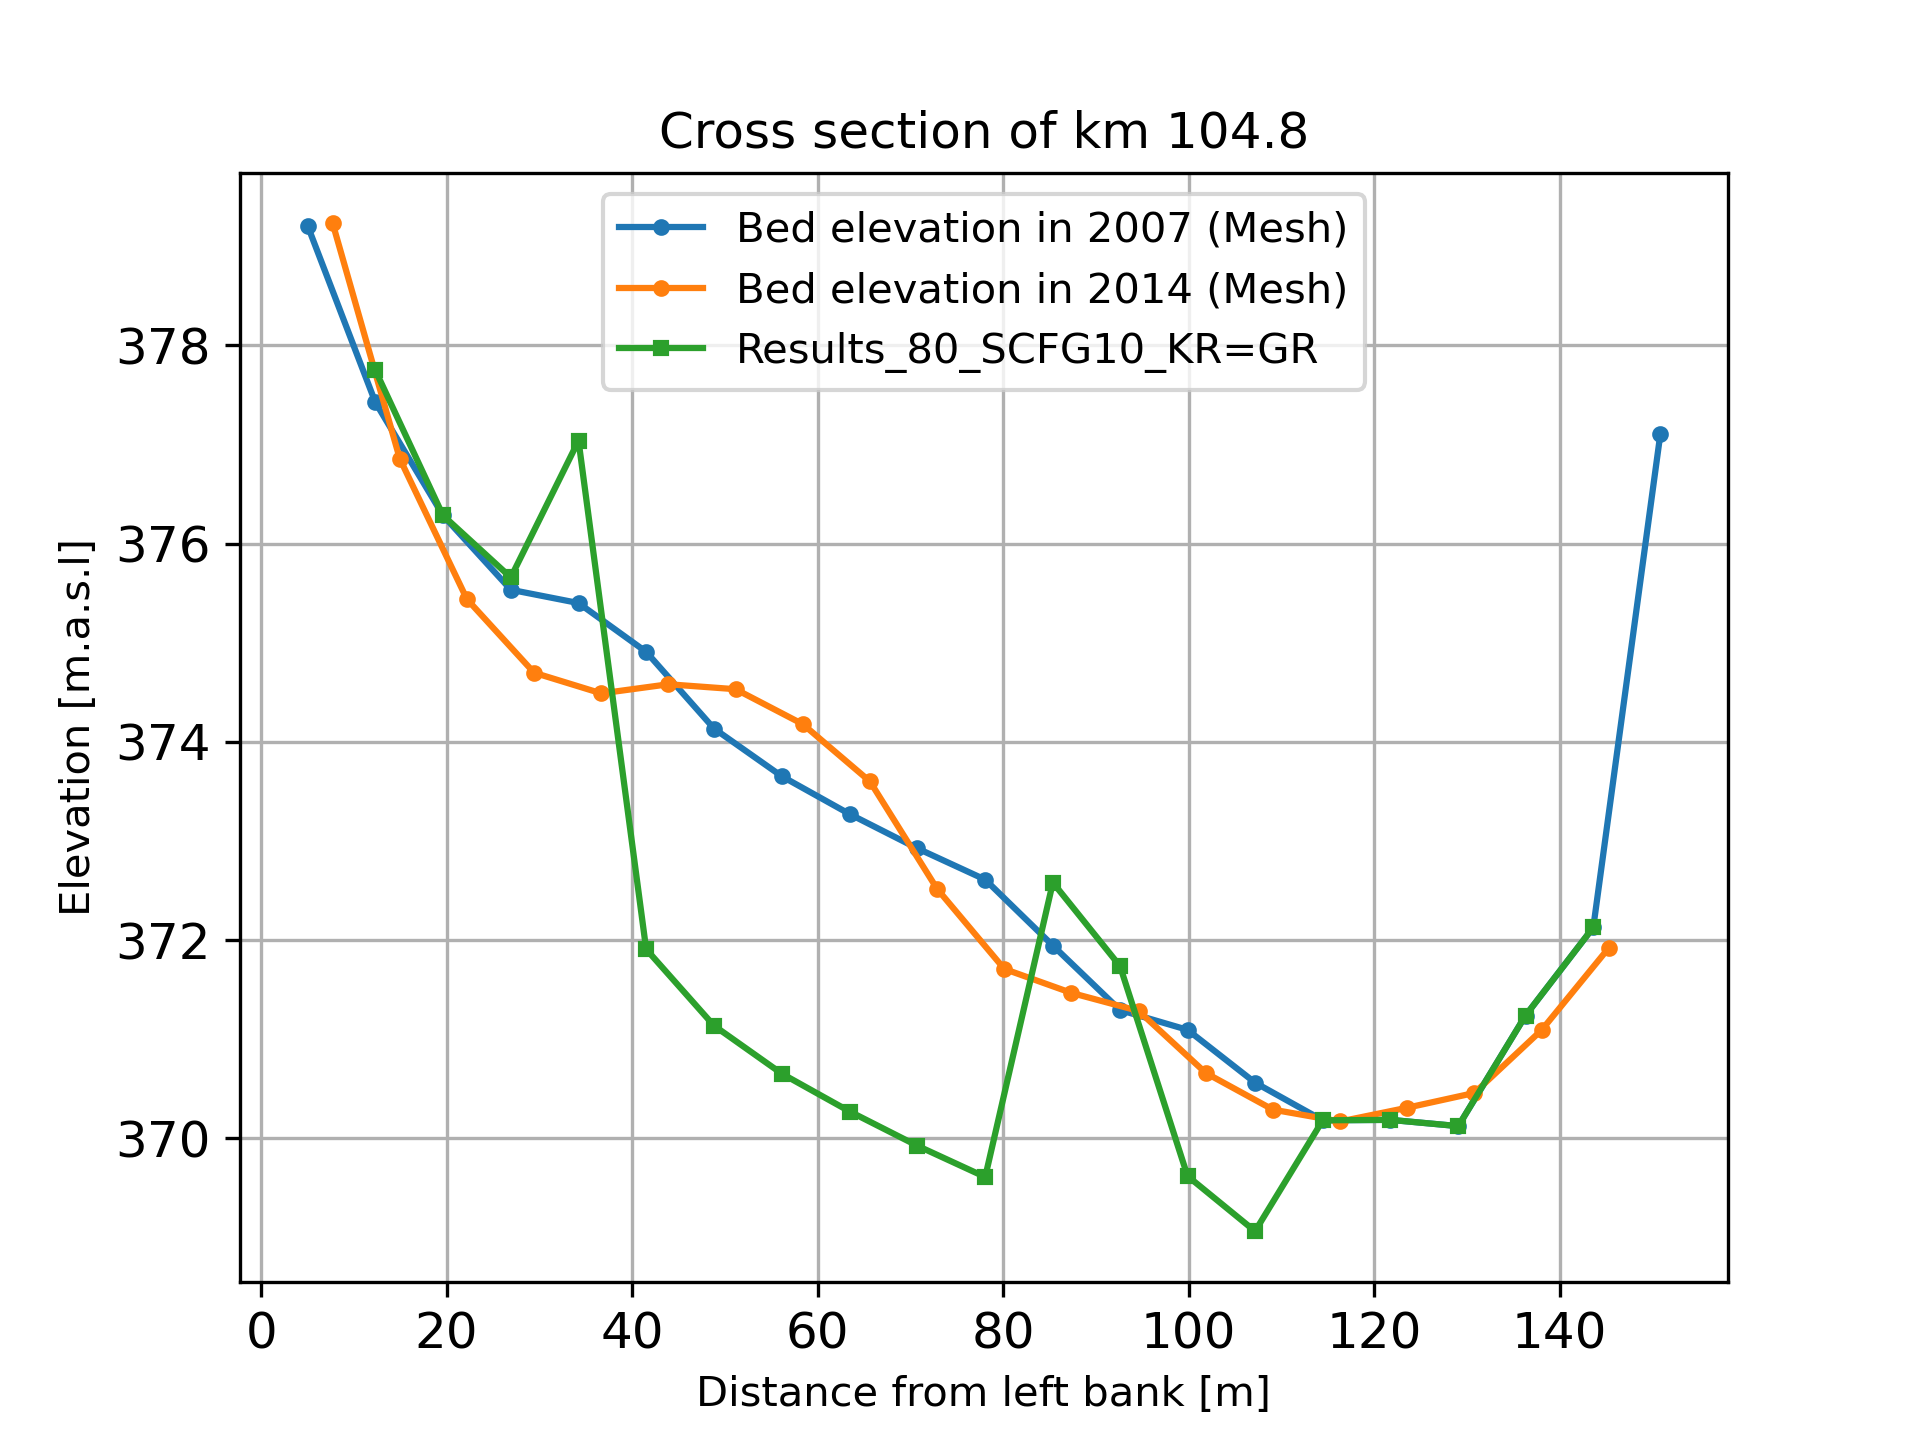 Cross section of km 104.8
Bed elevation in 2007 (Mesh)
Bed elevation in 2014 (Mesh)
Results_80_SCFG10_KR=GR
Elevation [m.a.s.l]
378
376
374
372
370
0 20 40 60 80 100 120 140
Distance from left bank [m]